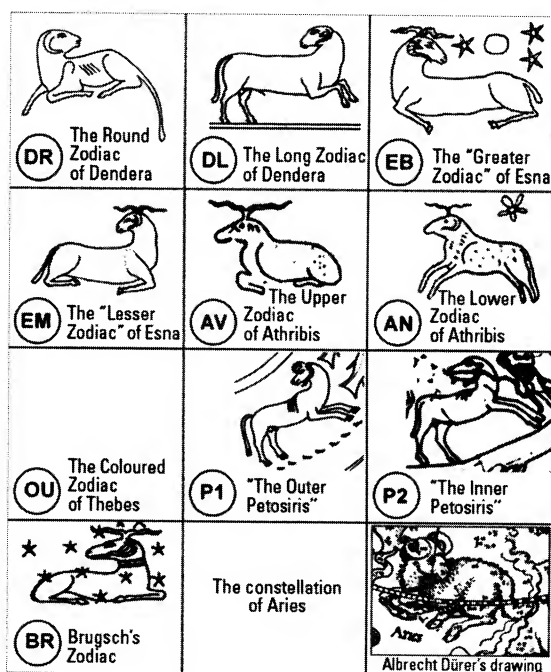 DR
The Round
Zodiac
of Dendera
DL
The Long Zodiac
of Dendera
EB
The "Greater
Zodiac" of Esna
EM
The "Lesser
Zodiac" of Esna
AV
The Upper
Zodiac
of Athribis
AN
The Lower
Zodiac
of Athribis
OU
The Coloured
Zodiac
of Thebes
P1
"The Outer
Petosiris"
P2
"The Inner
Petosiris"
BR
Brugsch's
Zodiac
The constellation
of Aries
Aries
Albrecht Dürer's drawing